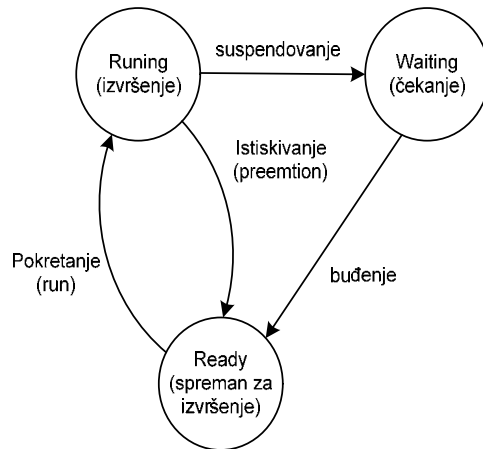 Runing
(izvršenje)
suspendovanje
Waiting
(čekanje)
Istiskivanje
(preemtion)
Pokretanje
(run)
buđenje
Ready
(spreman za
izvršenje)